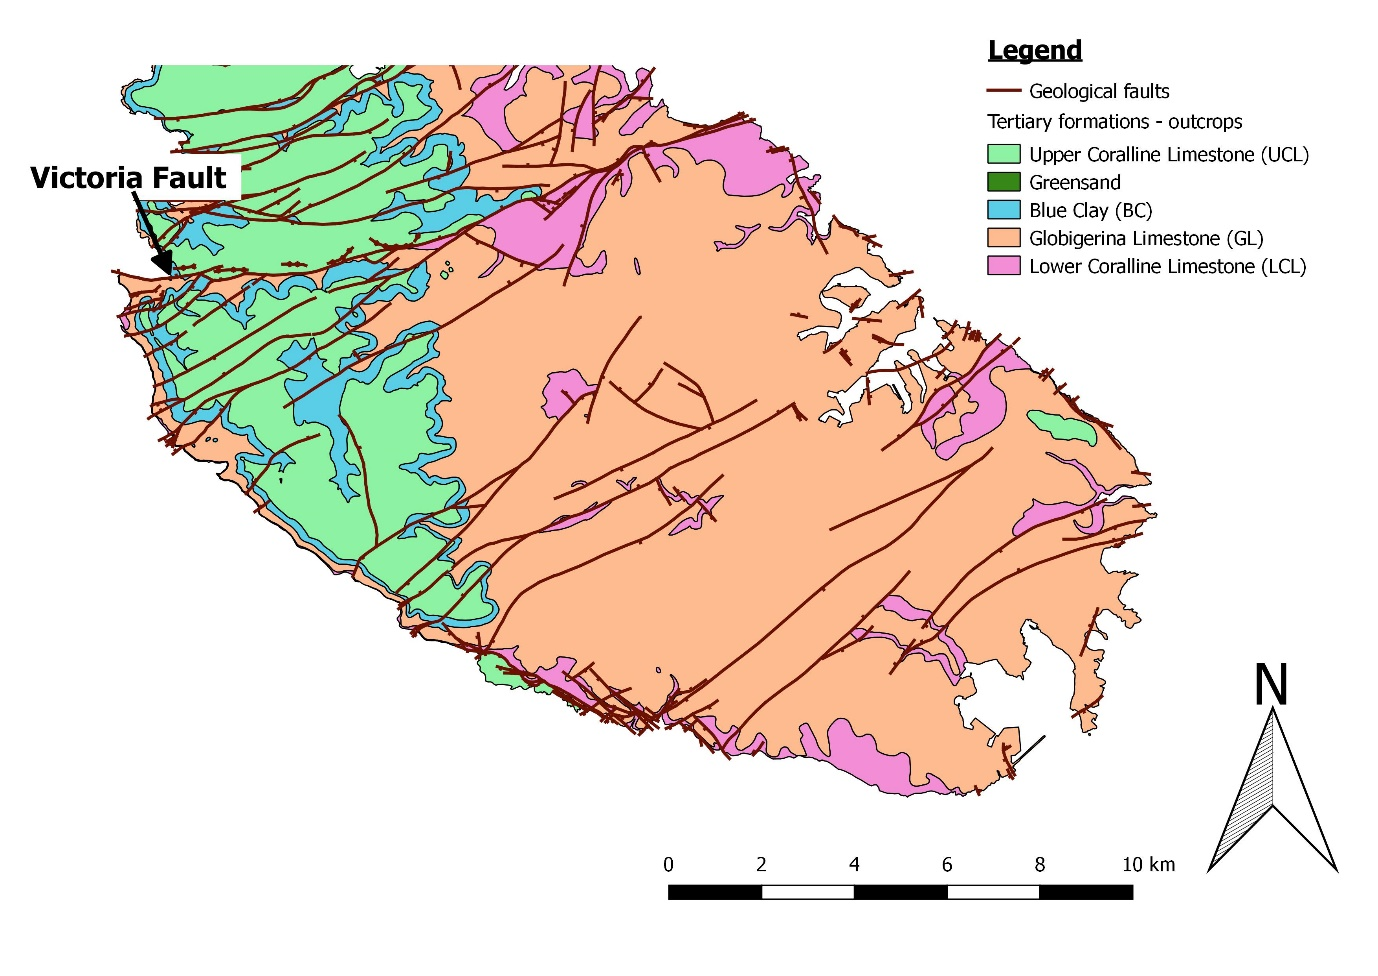 Legend
Geological faults
Tertiary formations - outcrops
Upper Coralline Limestone (UCL)
Greensand
Blue Clay (BC)
Globigerina Limestone (GL)
Lower Coralline Limestone (LCL)
Victoria Fault
N
0 2 4 6 8 10 km